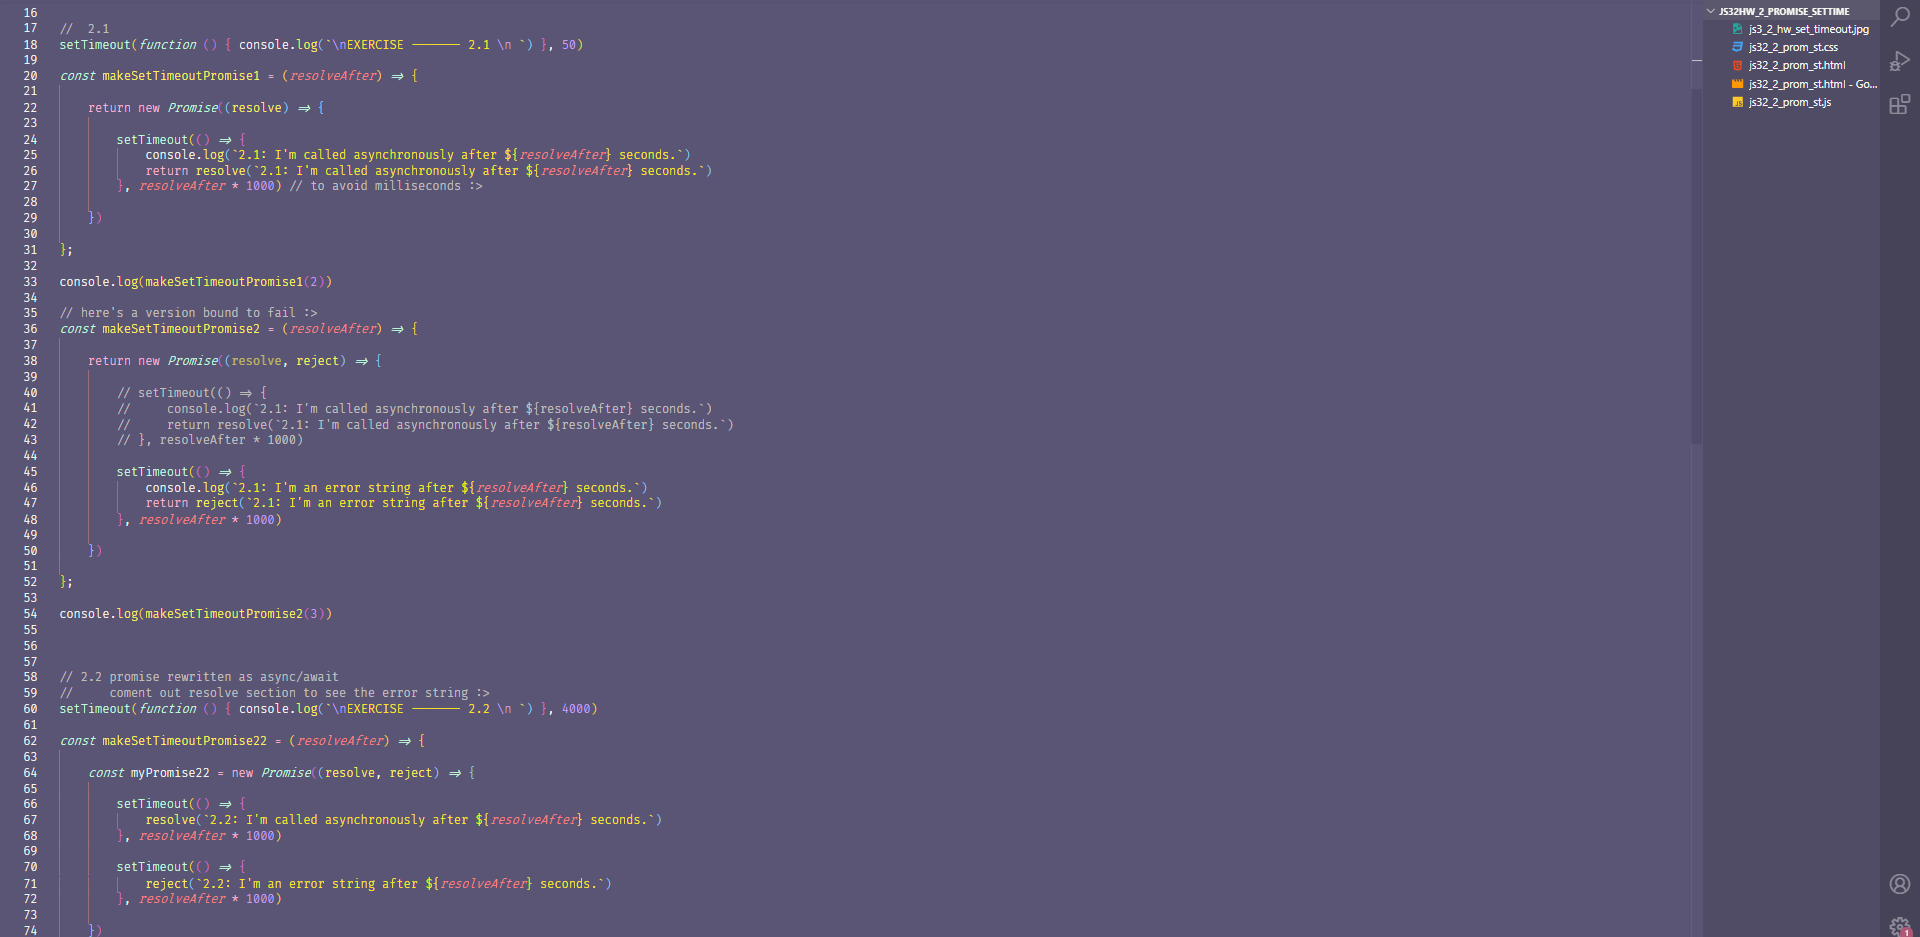 16
17 //  2.1
18 setTimeout(function () { console.log(`\nEXERCISE ——————— 2.1 \n `) }, 50)
19
20 const makeSetTimeoutPromise1 = (resolveAfter) => {
21
22     return new Promise((resolve) => {
23
24         setTimeout(() => {
25             console.log(`2.1: I'm called asynchronously after ${resolveAfter} seconds.`)
26             return resolve(`2.1: I'm called asynchronously after ${resolveAfter} seconds.`)
27         }, resolveAfter * 1000) // to avoid milliseconds :>
28
29     })
30
31 };
32
33 console.log(makeSetTimeoutPromise1(2))
34
35 // here's a version bound to fail :>
36 const makeSetTimeoutPromise2 = (resolveAfter) => {
37
38     return new Promise((resolve, reject) => {
39
40         // setTimeout(() => {
41         //     console.log(`2.1: I'm called asynchronously after ${resolveAfter} seconds.`)
42         //     return resolve(`2.1: I'm called asynchronously after ${resolveAfter} seconds.`)
43         // }, resolveAfter * 1000)
44
45         setTimeout(() => {
46             console.log(`2.1: I'm an error string after ${resolveAfter} seconds.`)
47             return reject(`2.1: I'm an error string after ${resolveAfter} seconds.`)
48         }, resolveAfter * 1000)
49
50     })
51
52 };
53
54 console.log(makeSetTimeoutPromise2(3))
55
56
57
58 // 2.2 promise rewritten as async/await
59 //     coment out resolve section to see the error string :>
60 setTimeout(function () { console.log(`\nEXERCISE ——————— 2.2 \n `) }, 4000)
61
62 const makeSetTimeoutPromise22 = (resolveAfter) => {
63
64     const myPromise22 = new Promise((resolve, reject) => {
65
66         setTimeout(() => {
67             resolve(`2.2: I'm called asynchronously after ${resolveAfter} seconds.`)
68         }, resolveAfter * 1000)
69
70         setTimeout(() => {
71             reject(`2.2: I'm an error string after ${resolveAfter} seconds.`)
72         }, resolveAfter * 1000)
73
74     })
JS32HW_2_PROMISE_SETTIME
js3_2_hw_set_timeout.jpg
js32_2_prom_st.css
js32_2_prom_st.html
js32_2_prom_st.html - Go...
js32_2_prom_st.js
1